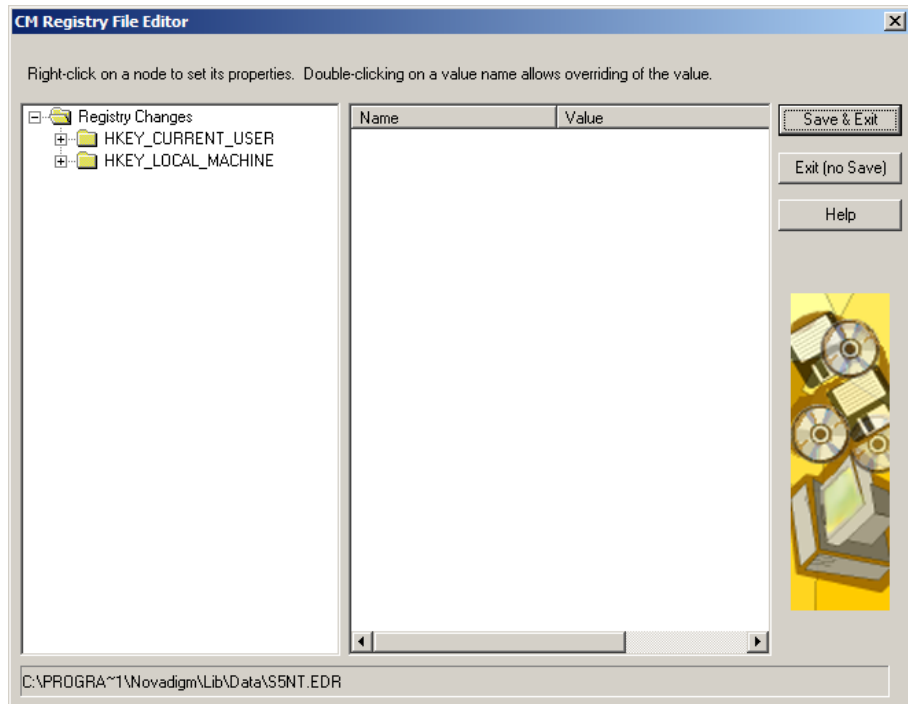 CM Registry File Editor
Right-click on a node to set its properties. Double-clicking on a value name allows overriding of the value.
Registry Changes
HKEY_CURRENT_USER
HKEY_LOCAL_MACHINE
Name Value
Save & Exit
Exit (no Save)
Help
C:\PROGRA~1\Novadigm\Lib\Data\S5NT.EDR